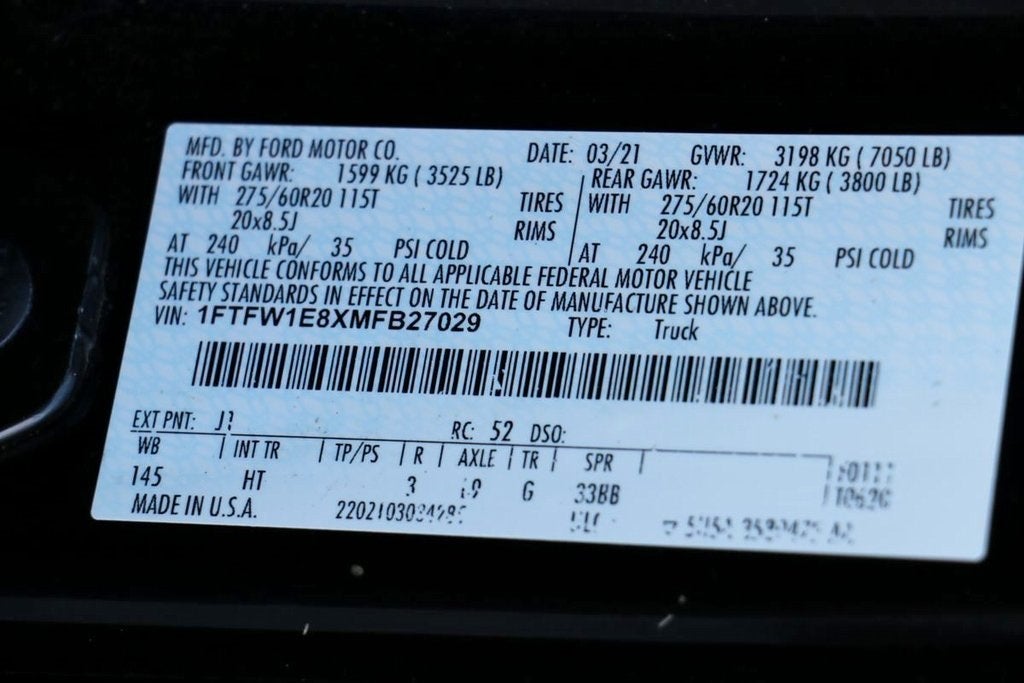 MFD. BY FORD MOTOR CO. DATE: 03/21 GVWR: 3198 KG ( 7050 LB)
FRONT GAWR: 1599 KG ( 3525 LB) REAR GAWR: 1724 KG ( 3800 LB)
WITH 275/60R20 115T TIRES WITH 275/60R20 115T TIRES
20x8.5J RIMS 20x8.5J RIMS
AT 240 kPa/ 35 PSI COLD AT 240 kPa/ 35 PSI COLD
THIS VEHICLE CONFORMS TO ALL APPLICABLE FEDERAL MOTOR VEHICLE
SAFETY STANDARDS IN EFFECT ON THE DATE OF MANUFACTURE SHOWN ABOVE.
VIN: 1FTFW1E8XMFB27029 TYPE: Truck
EXT PNT: RC: 52 DSO:
WB INT TR TP/PS R AXLE TR SPR
145 HT 3 G 33BB
MADE IN U.S.A.